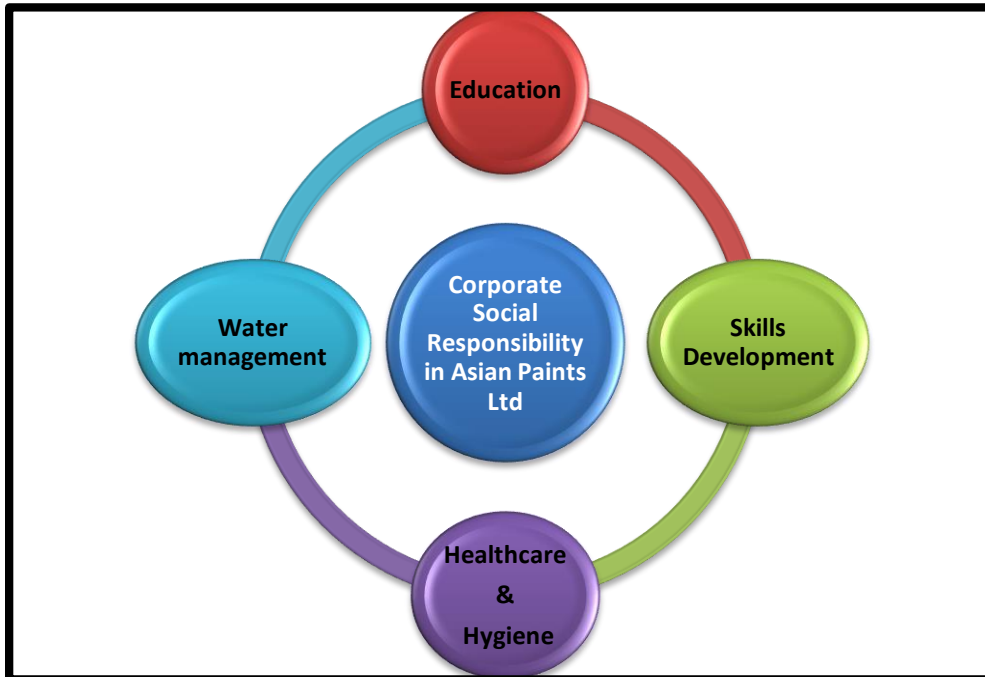 Education
Corporate
Social
Responsibility
in Asian Paints
Ltd
Water
management
Skills
Development
Healthcare
&
Hygiene